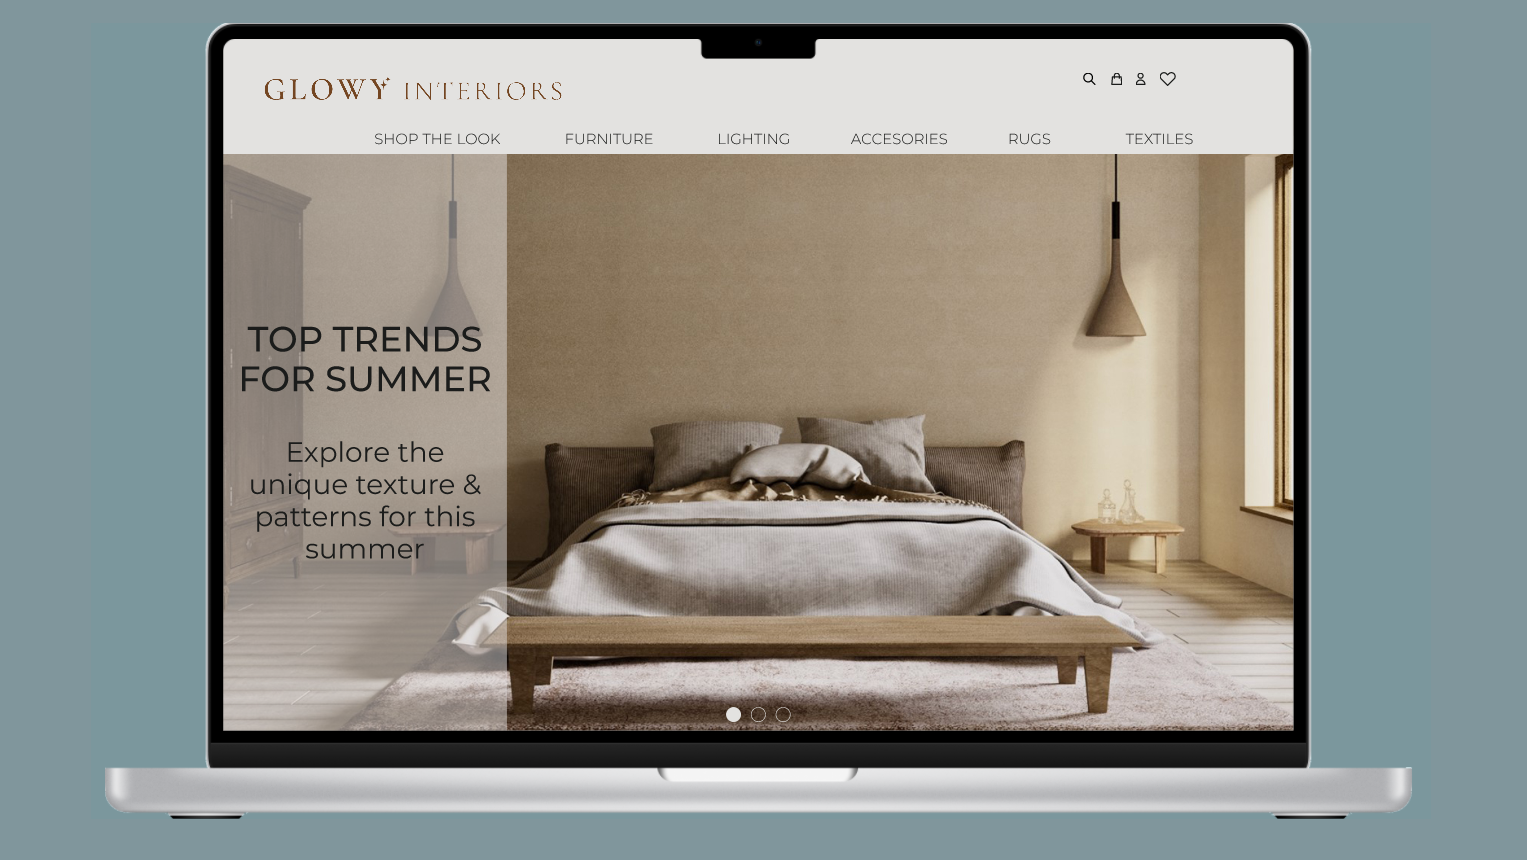 GLOWY INTERIORS
SHOP THE LOOK FURNITURE LIGHTING ACCESORIES RUGS TEXTILES
TOP TRENDS
FOR SUMMER
Explore the
unique texture &
patterns for this
summer